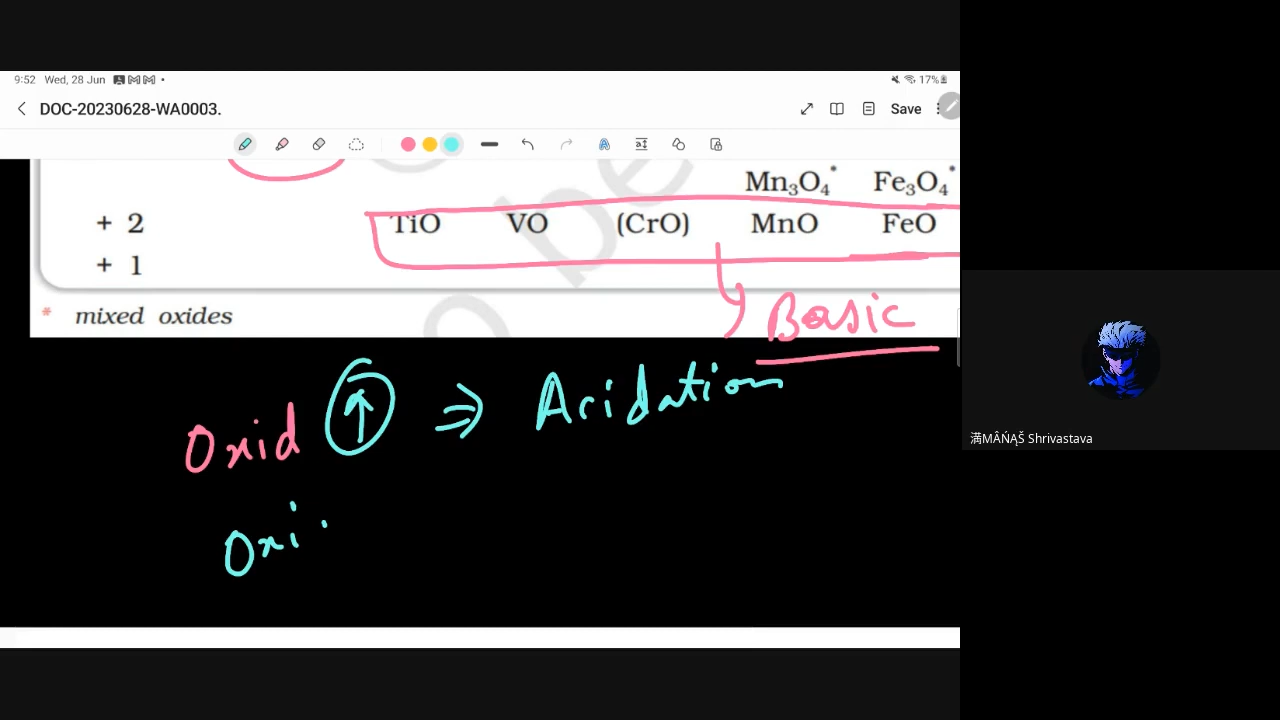 9:52 Wed, 28 Jun 17%
DOC-20230628-WA0003.
Save
Mn₃O₄* Fe₃O₄*
+ 2 TiO VO (CrO) MnO FeO
+ 1
* mixed oxides
Basic
Oxid ↑ ⇒ Acidation
Oxi
満MÂŃĄŠ Shrivastava